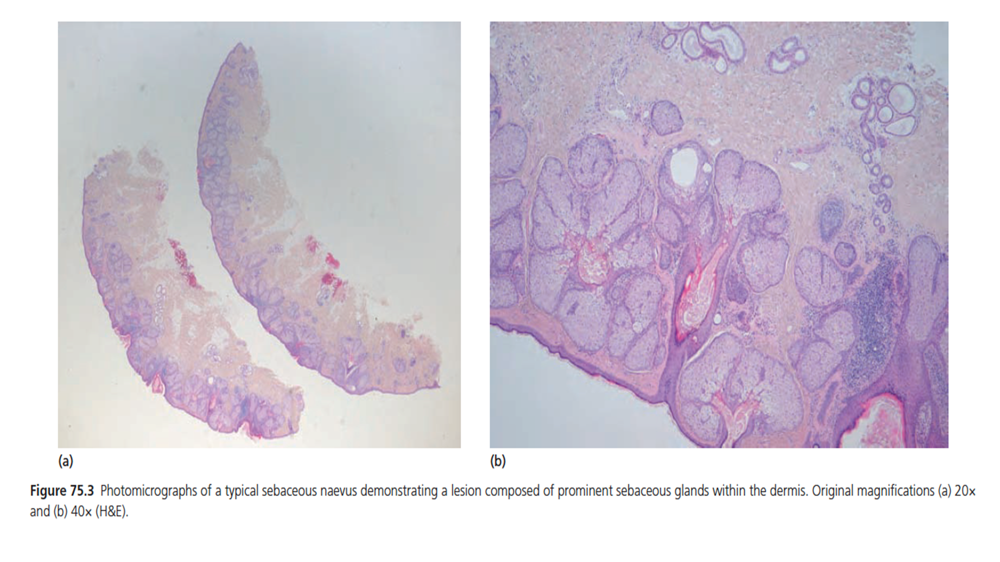 (a)
(b)
Figure 75.3 Photomicrographs of a typical sebaceous naevus demonstrating a lesion composed of prominent sebaceous glands within the dermis. Original magnifications (a) 20×
and (b) 40× (H&E).